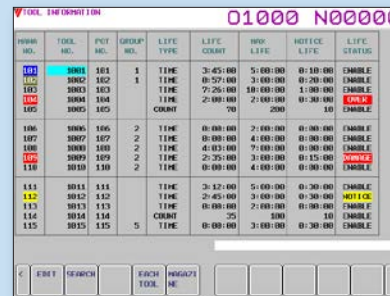 TOOL INFORMATION
O1000 N0000
MANA NO. TOOL NO. POT NO. GROUP NO. LIFE TYPE LIFE COUNT MAX LIFE NOTICE LIFE LIFE STATUS
101 1001 101 1 TIME 3:45:00 5:00:00 0:10:00 ENABLE
102 1002 102 1 TIME 0:57:00 3:00:00 0:20:00 ENABLE
103 1003 103 TIME 7:26:00 10:00:00 1:00:00 ENABLE
104 1004 104 TIME 2:00:00 2:00:00 0:30:00 OVER
105 1005 105 COUNT 70 200 10 ENABLE
106 1006 106 2 TIME 0:00:00 2:00:00 0:00:00 ENABLE
107 1007 107 2 TIME 0:00:00 4:00:00 0:00:00 ENABLE
108 1008 108 2 TIME 4:03:00 7:00:00 0:00:00 ENABLE
109 1009 109 2 TIME 2:35:00 3:00:00 0:15:00 DAMAGE
110 1010 110 2 TIME 0:00:00 4:00:00 0:00:00 ENABLE
111 1011 111 TIME 3:12:00 5:00:00 0:30:00 ENABLE
112 1012 112 TIME 2:45:00 3:00:00 0:30:00 NOTICE
113 1013 113 TIME 0:00:00 2:00:00 0:30:00 ENABLE
114 1014 114 COUNT 35 100 10 ENABLE
115 1015 115 5 TIME 0:00:00 3:00:00 0:30:00 ENABLE
< EDIT SEARCH EACH TOOL MAGAZI NE